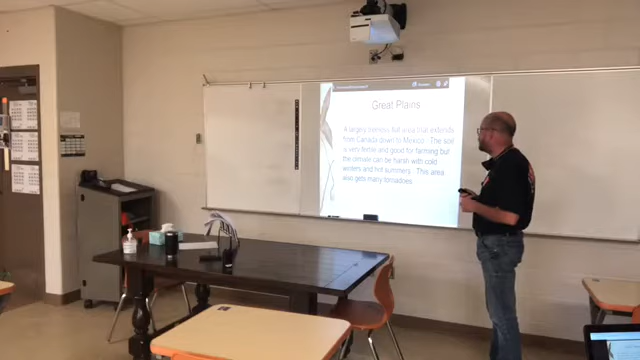 Great Plains
A largely treeless flat area that extends
from Canada down to Mexico. The soil
is very fertile and good for farming but
the climate can be harsh with cold
winters and hot summers. This area
also gets many tornadoes.